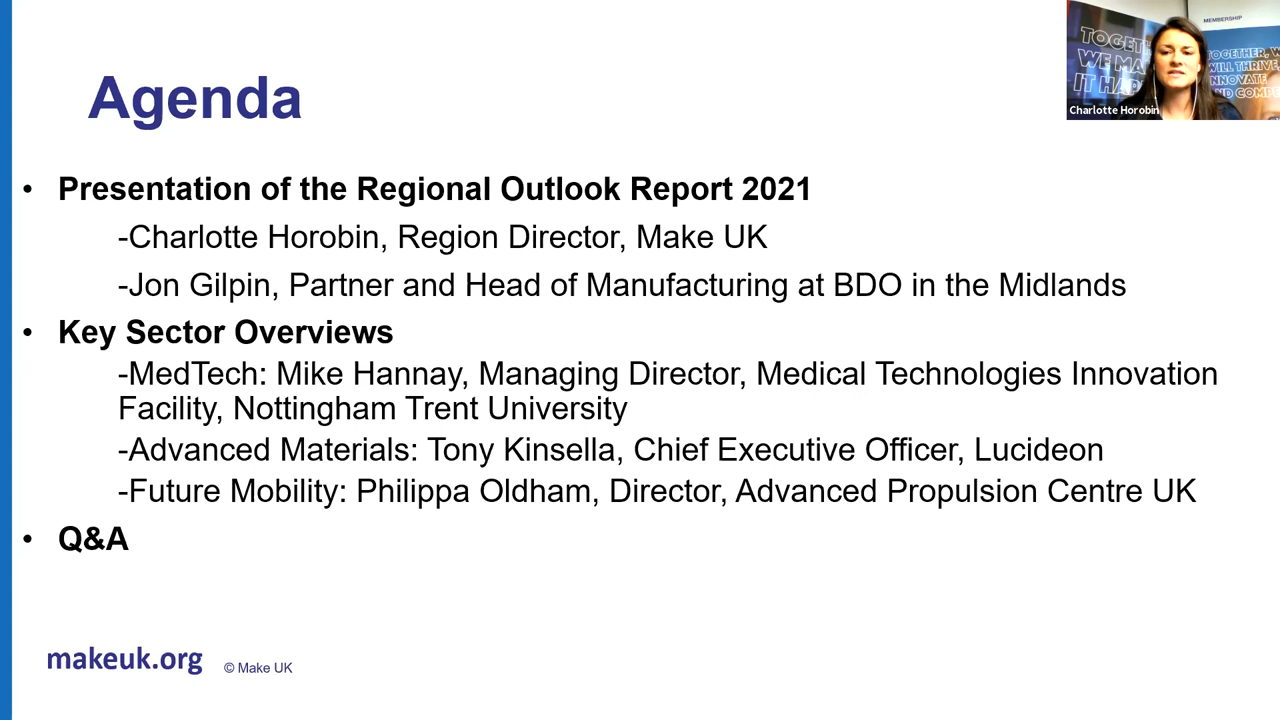 Agenda
• Presentation of the Regional Outlook Report 2021
-Charlotte Horobin, Region Director, Make UK
-Jon Gilpin, Partner and Head of Manufacturing at BDO in the Midlands
• Key Sector Overviews
-MedTech: Mike Hannay, Managing Director, Medical Technologies Innovation
Facility, Nottingham Trent University
-Advanced Materials: Tony Kinsella, Chief Executive Officer, Lucideon
-Future Mobility: Philippa Oldham, Director, Advanced Propulsion Centre UK
• Q&A
makeuk.org
© Make UK
MEMBERSHIP
TOGET
WE MA
IT HAP
TOGETHER, W
WILL THRIVE,
INNOVATE
AND COMPE
Charlotte Horobin